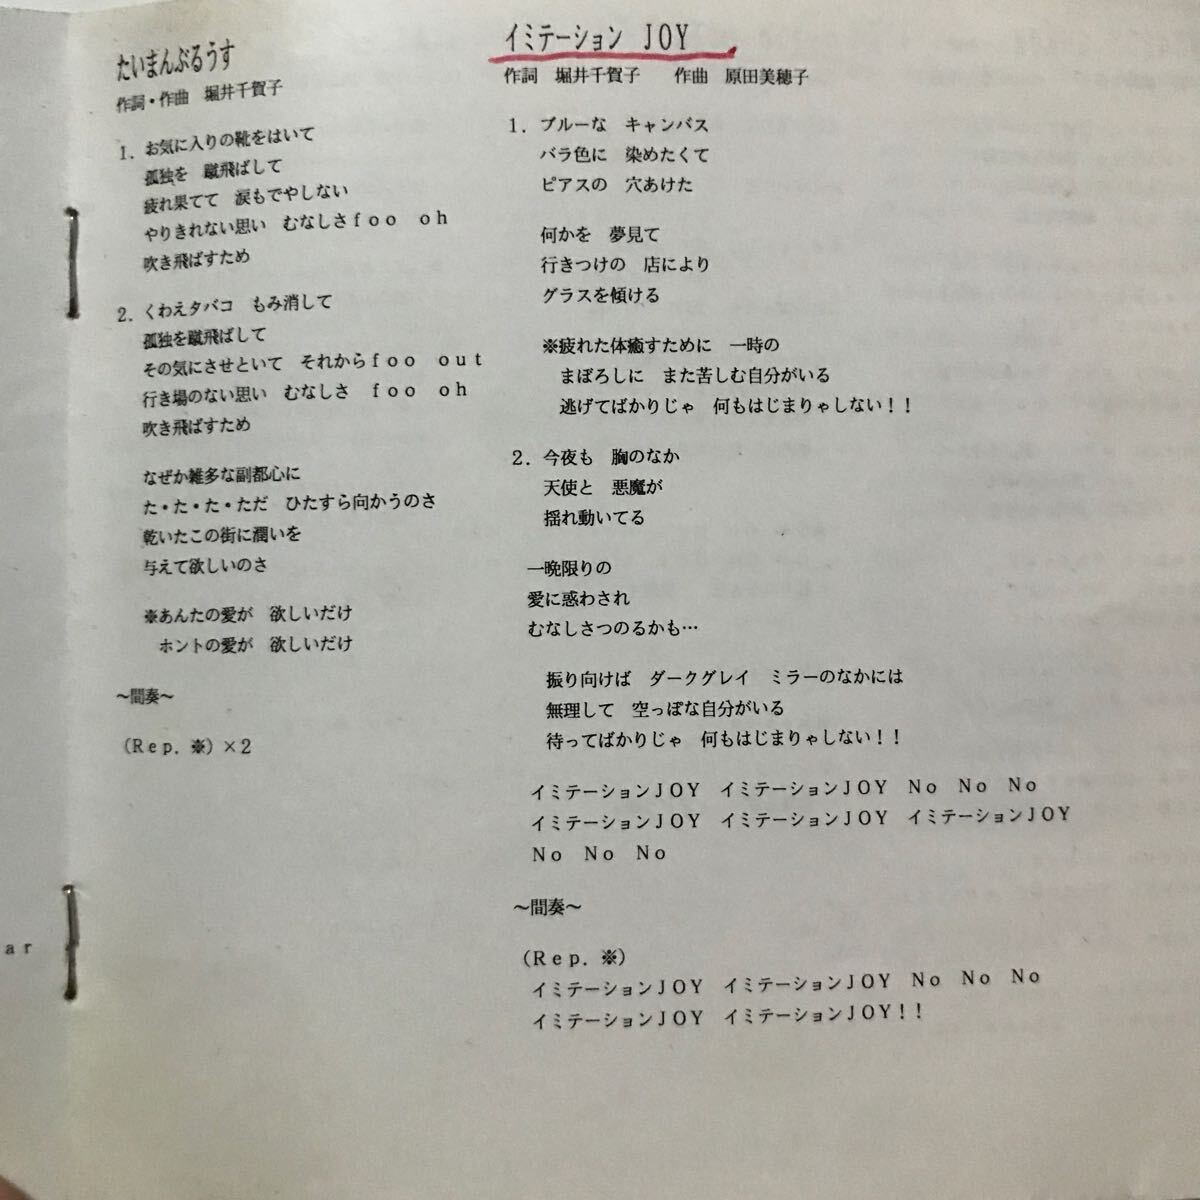 たいまんぶるうす
作詞・作曲　堀井千賀子
1．お気に入りの靴をはいて
孤独を　蹴飛ばして
疲れ果てて　涙もでやしない
やりきれない思い　むなしさｆｏｏ　ｏｈ
吹き飛ばすため
2．くわえタバコ　もみ消して
孤独を蹴飛ばして
その気にさせといて　それからｆｏｏ　ｏｕｔ
行き場のない思い　むなしさ　ｆｏｏ　ｏｈ
吹き飛ばすため
なぜか雑多な副都心に
た・た・た・ただ　ひたすら向かうのさ
乾いたこの街に潤いを
与えて欲しいのさ
※あんたの愛が　欲しいだけ
ホントの愛が　欲しいだけ
～間奏～
（Ｒｅｐ．※）×２
イミテーション　ＪＯＹ
作詞　堀井千賀子　　作曲　原田美穂子
1．ブルーな　キャンバス
バラ色に　染めたくて
ピアスの　穴あけた
何かを　夢見て
行きつけの　店により
グラスを傾ける
※疲れた体癒すために　一時の
まぼろしに　また苦しむ自分がいる
逃げてばかりじゃ　何もはじまりゃしない！！
2．今夜も　胸のなか
天使と　悪魔が
揺れ動いてる
一晩限りの
愛に惑わされ
むなしさつのるかも…
振り向けば　ダークグレイ　ミラーのなかには
無理して　空っぽな自分がいる
待ってばかりじゃ　何もはじまりゃしない！！
イミテーションＪＯＹ　イミテーションＪＯＹ　Ｎｏ　Ｎｏ　Ｎｏ
イミテーションＪＯＹ　イミテーションＪＯＹ　イミテーションＪＯＹ
Ｎｏ　Ｎｏ　Ｎｏ
～間奏～
（Ｒｅｐ．※）
イミテーションＪＯＹ　イミテーションＪＯＹ　Ｎｏ　Ｎｏ　Ｎｏ
イミテーションＪＯＹ　イミテーションＪＯＹ！！
ａｒ